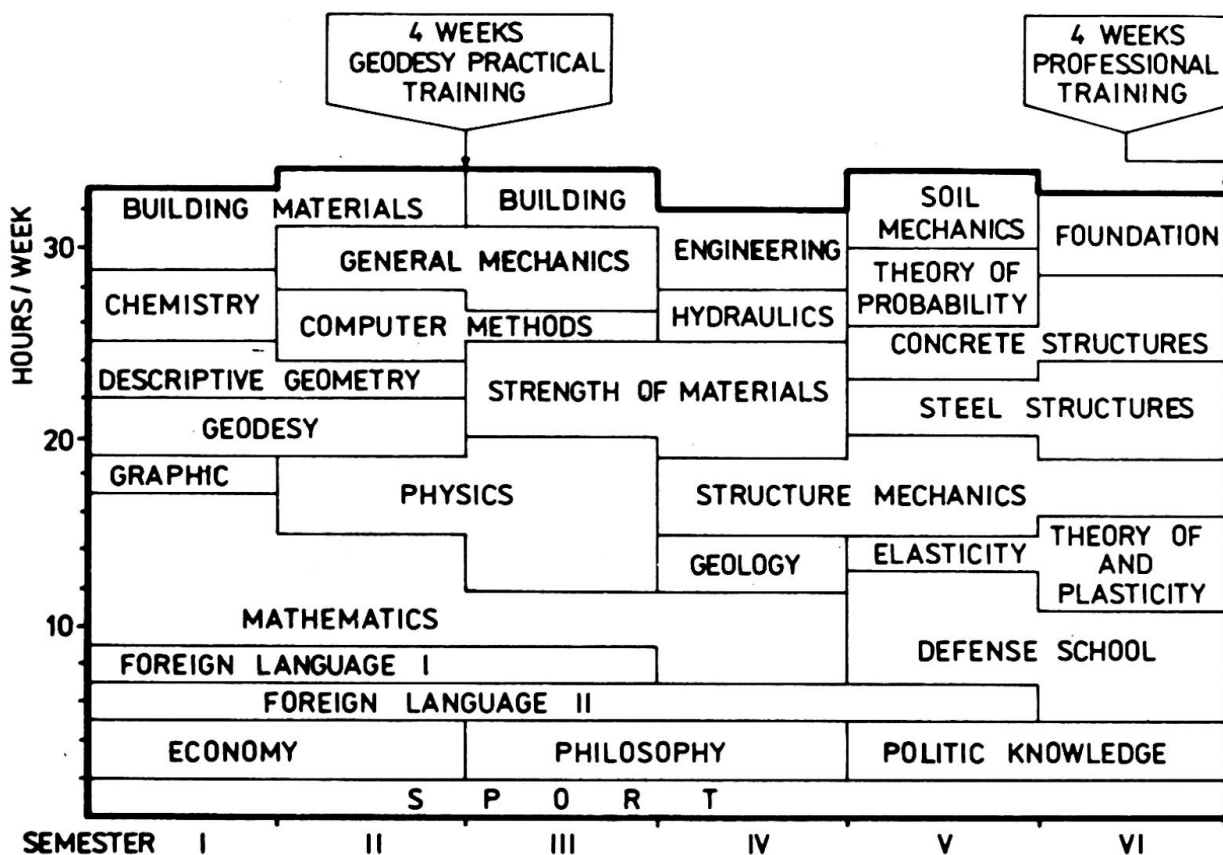 4 WEEKS
GEODESY PRACTICAL
TRAINING
4 WEEKS
PROFESSIONAL
TRAINING
HOURS/WEEK
30
20
10
BUILDING MATERIALS
BUILDING
SOIL
MECHANICS
FOUNDATION
GENERAL MECHANICS
ENGINEERING
THEORY OF
PROBABILITY
CHEMISTRY
COMPUTER METHODS
HYDRAULICS
CONCRETE STRUCTURES
DESCRIPTIVE GEOMETRY
STRENGTH OF MATERIALS
STEEL STRUCTURES
GEODESY
GRAPHIC
PHYSICS
STRUCTURE MECHANICS
GEOLOGY
ELASTICITY
THEORY OF
AND
PLASTICITY
MATHEMATICS
DEFENSE SCHOOL
FOREIGN LANGUAGE I
FOREIGN LANGUAGE II
ECONOMY
PHILOSOPHY
POLITIC KNOWLEDGE
SPORT
SEMESTER I II III IV V VI